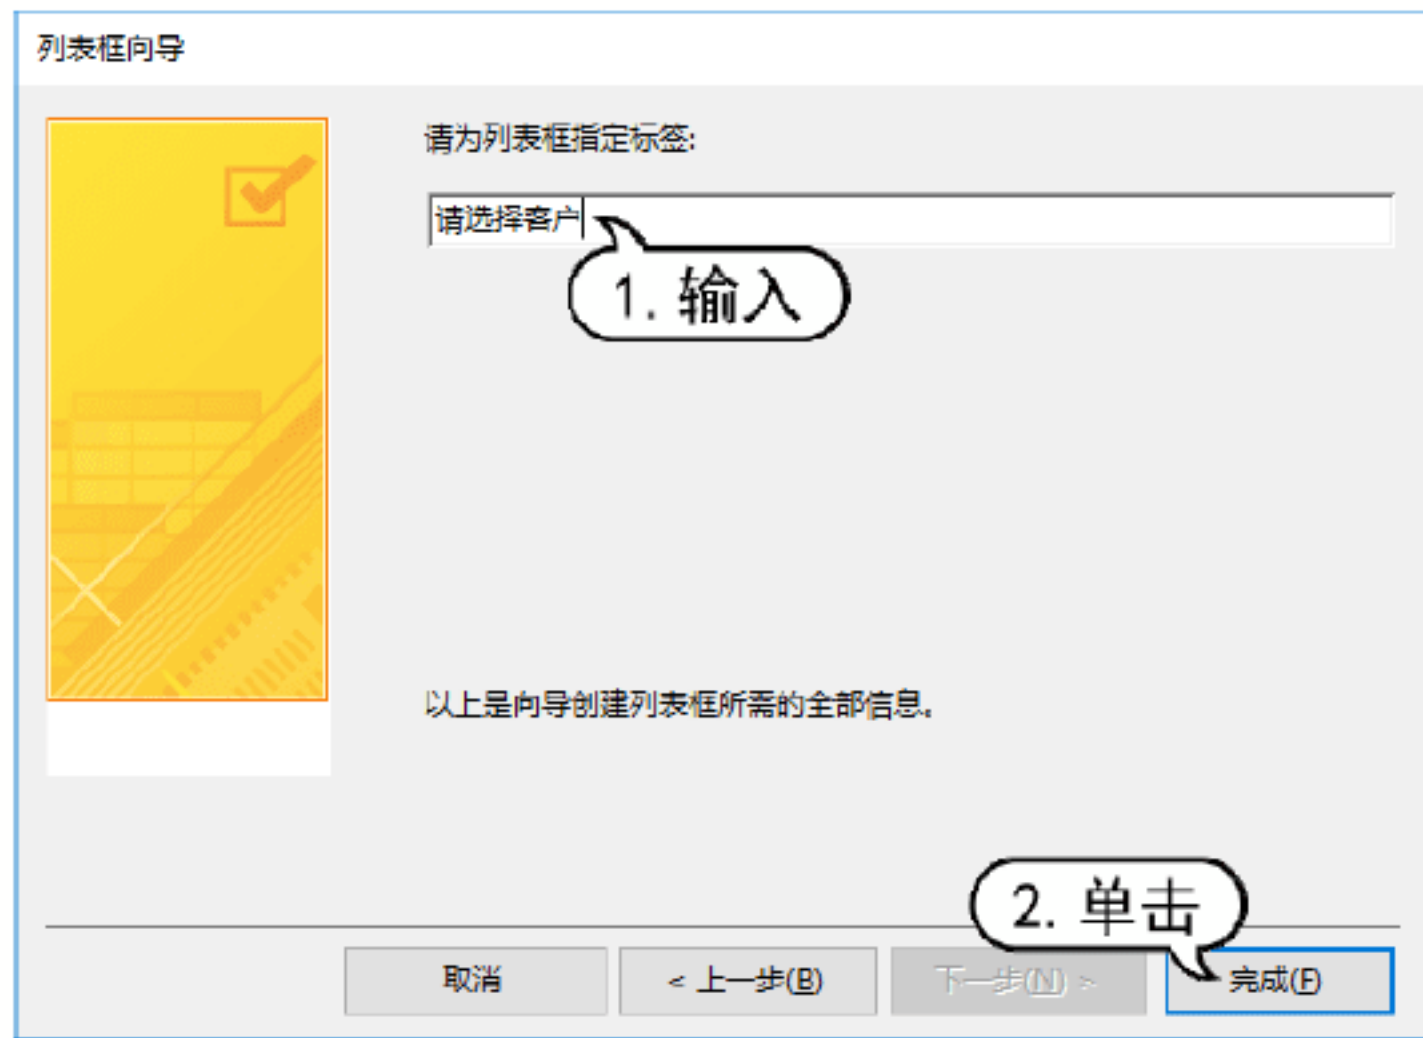 列表框向导
请为列表框指定标签:
请选择客户
1. 输入
以上是向导创建列表框所需的全部信息。
2. 单击
取消
< 上一步(B)
下一步(N) >
完成(F)